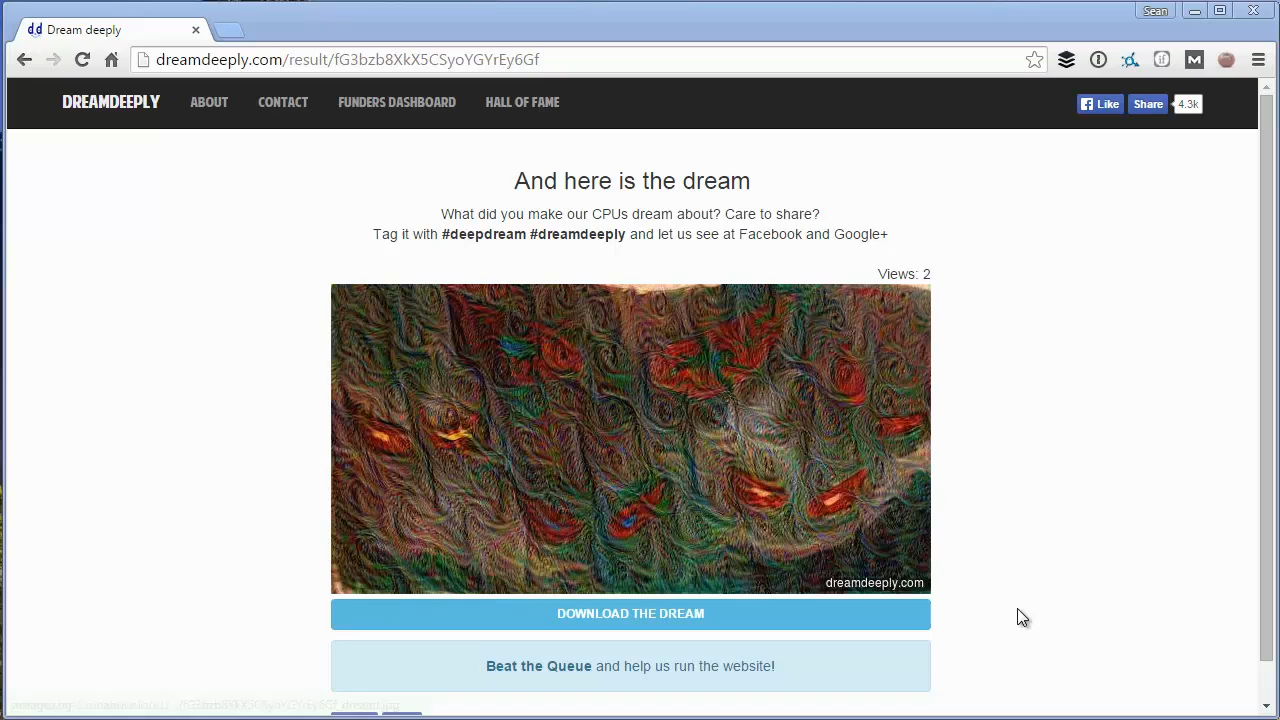 Sean
Dream deeply
dreamdeeply.com/result/fG3bzb8XkX5CSyoYGYrEy6Gf
DREAMDEEPLY ABOUT CONTACT FUNDERS DASHBOARD HALL OF FAME Like Share 4.3k
And here is the dream
What did you make our CPUs dream about? Care to share?
Tag it with #deepdream #dreamdeeply and let us see at Facebook and Google+
Views: 2
dreamdeeply.com
DOWNLOAD THE DREAM
Beat the Queue and help us run the website!